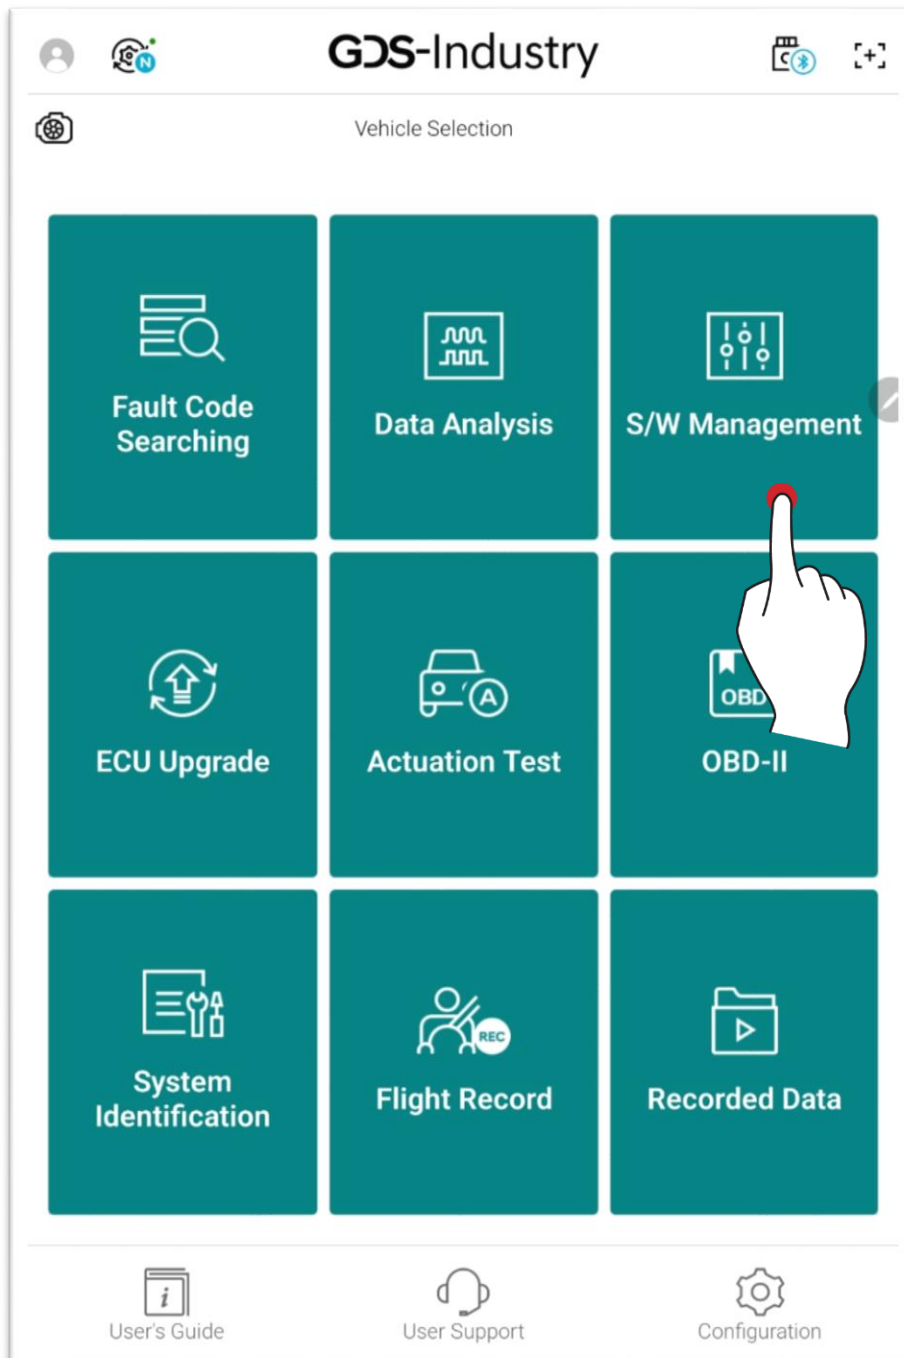 GDS-Industry
N
C
Vehicle Selection
Fault Code
Searching
Data Analysis
S/W Management
ECU Upgrade
A
Actuation Test
OBD
OBD-II
System
Identification
REC
Flight Record
Recorded Data
i
User's Guide
User Support
Configuration